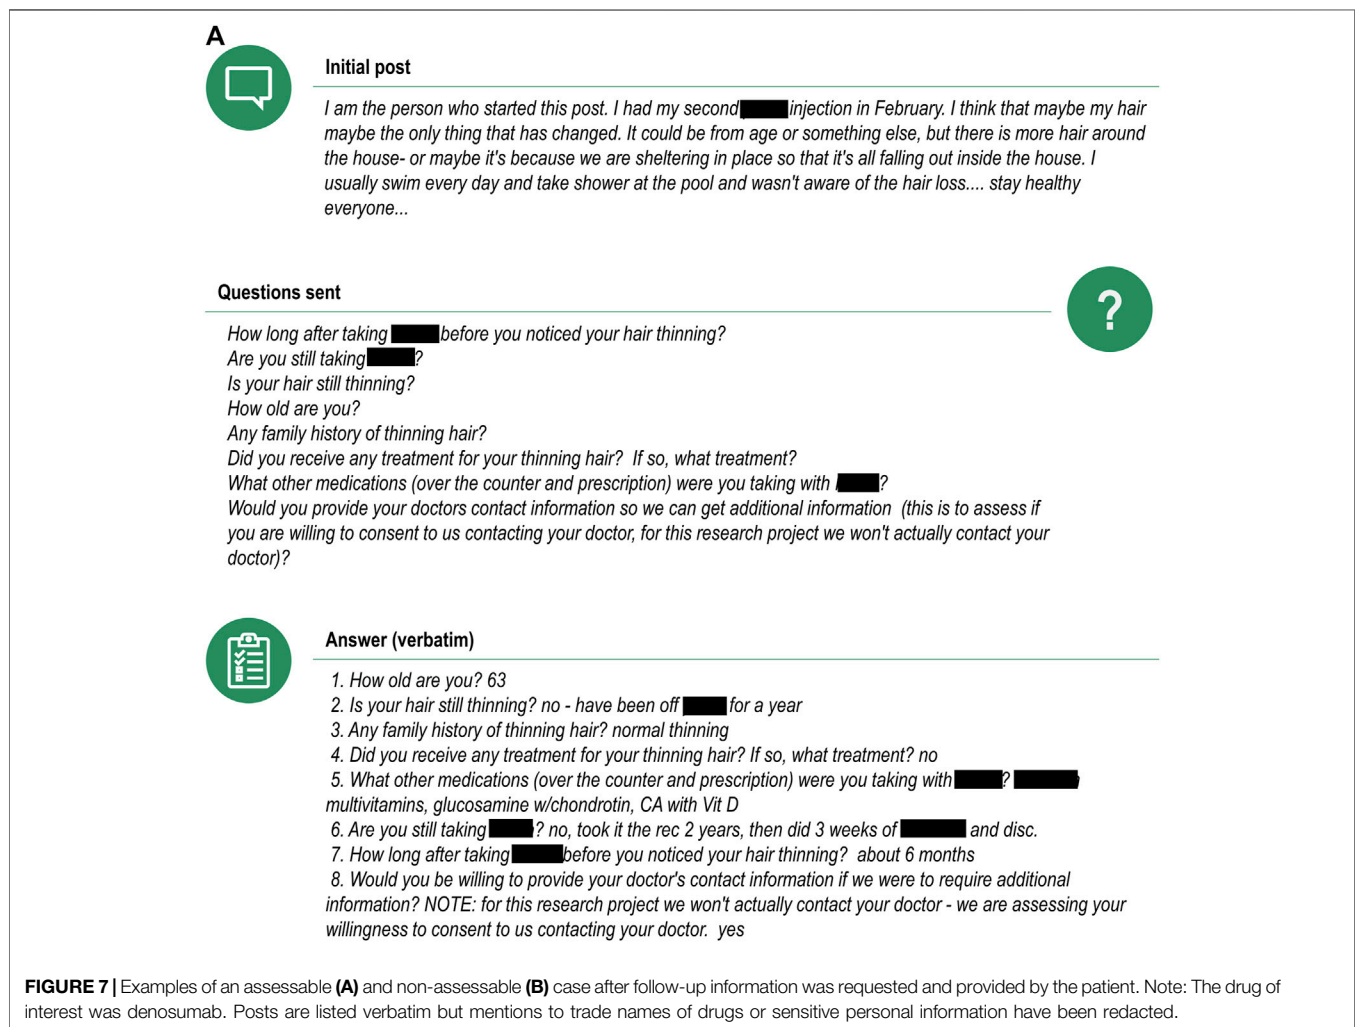 A
Initial post
I am the person who started this post. I had my second injection in February. I think that maybe my hair
maybe the only thing that has changed. It could be from age or something else, but there is more hair around
the house- or maybe it's because we are sheltering in place so that it's all falling out inside the house. I
usually swim every day and take shower at the pool and wasn't aware of the hair loss.... stay healthy
everyone...
Questions sent
?
How long after taking before you noticed your hair thinning?
Are you still taking ?
Is your hair still thinning?
How old are you?
Any family history of thinning hair?
Did you receive any treatment for your thinning hair? If so, what treatment?
What other medications (over the counter and prescription) were you taking with ?
Would you provide your doctors contact information so we can get additional information (this is to assess if
you are willing to consent to us contacting your doctor, for this research project we won't actually contact your
doctor)?
Answer (verbatim)
1. How old are you? 63
2. Is your hair still thinning? no - have been off for a year
3. Any family history of thinning hair? normal thinning
4. Did you receive any treatment for your thinning hair? If so, what treatment? no
5. What other medications (over the counter and prescription) were you taking with ?
multivitamins, glucosamine w/chondrotin, CA with Vit D
6. Are you still taking ? no, took it the rec 2 years, then did 3 weeks of and disc.
7. How long after taking before you noticed your hair thinning? about 6 months
8. Would you be willing to provide your doctor's contact information if we were to require additional
information? NOTE: for this research project we won't actually contact your doctor - we are assessing your
willingness to consent to us contacting your doctor. yes
FIGURE 7 | Examples of an assessable (A) and non-assessable (B) case after follow-up information was requested and provided by the patient. Note: The drug of
interest was denosumab. Posts are listed verbatim but mentions to trade names of drugs or sensitive personal information have been redacted.